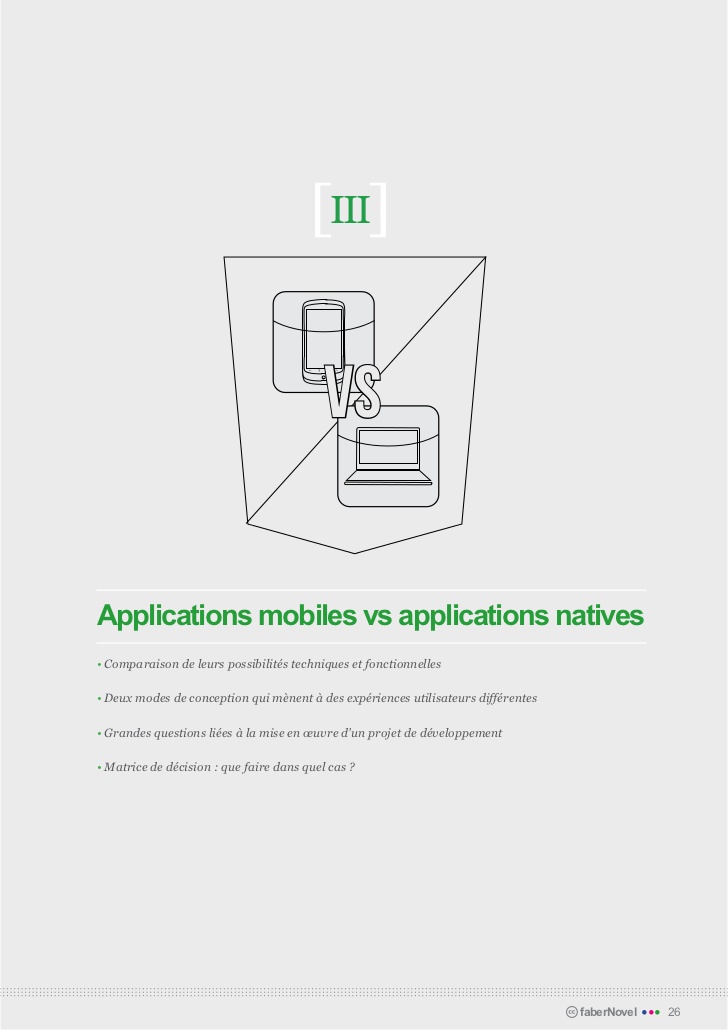 [III]
VS
Applications mobiles vs applications natives
• Comparaison de leurs possibilités techniques et fonctionnelles
• Deux modes de conception qui mènent à des expériences utilisateurs différentes
• Grandes questions liées à la mise en œuvre d’un projet de développement
• Matrice de décision : que faire dans quel cas ?
cc faberNovel ••• 26